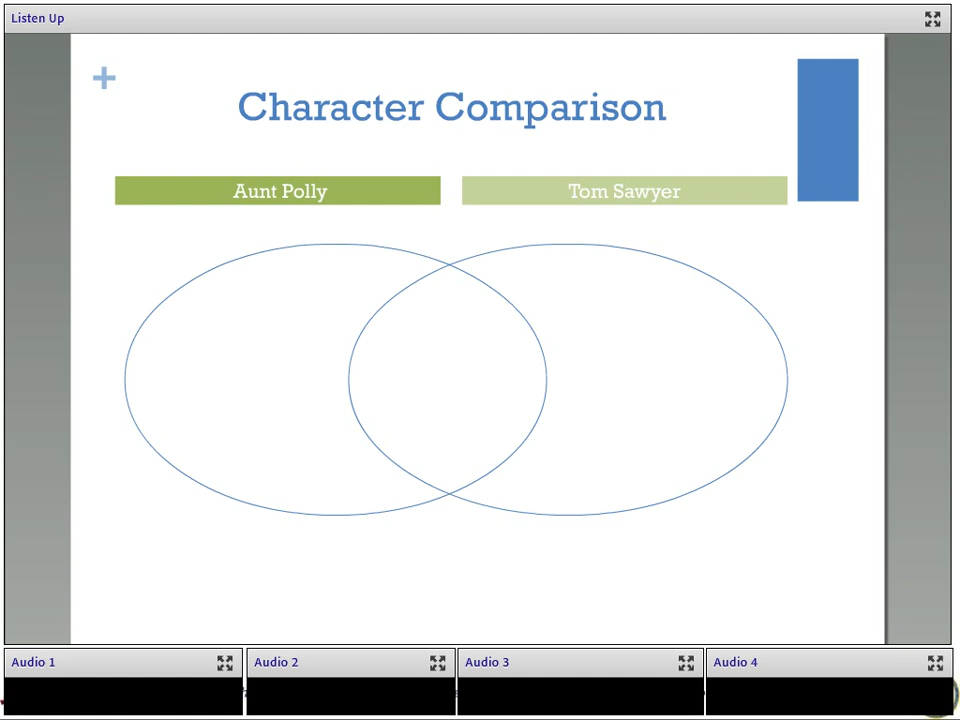 Listen Up
+
Character Comparison
Aunt Polly
Tom Sawyer
Audio 1
Audio 2
Audio 3
Audio 4